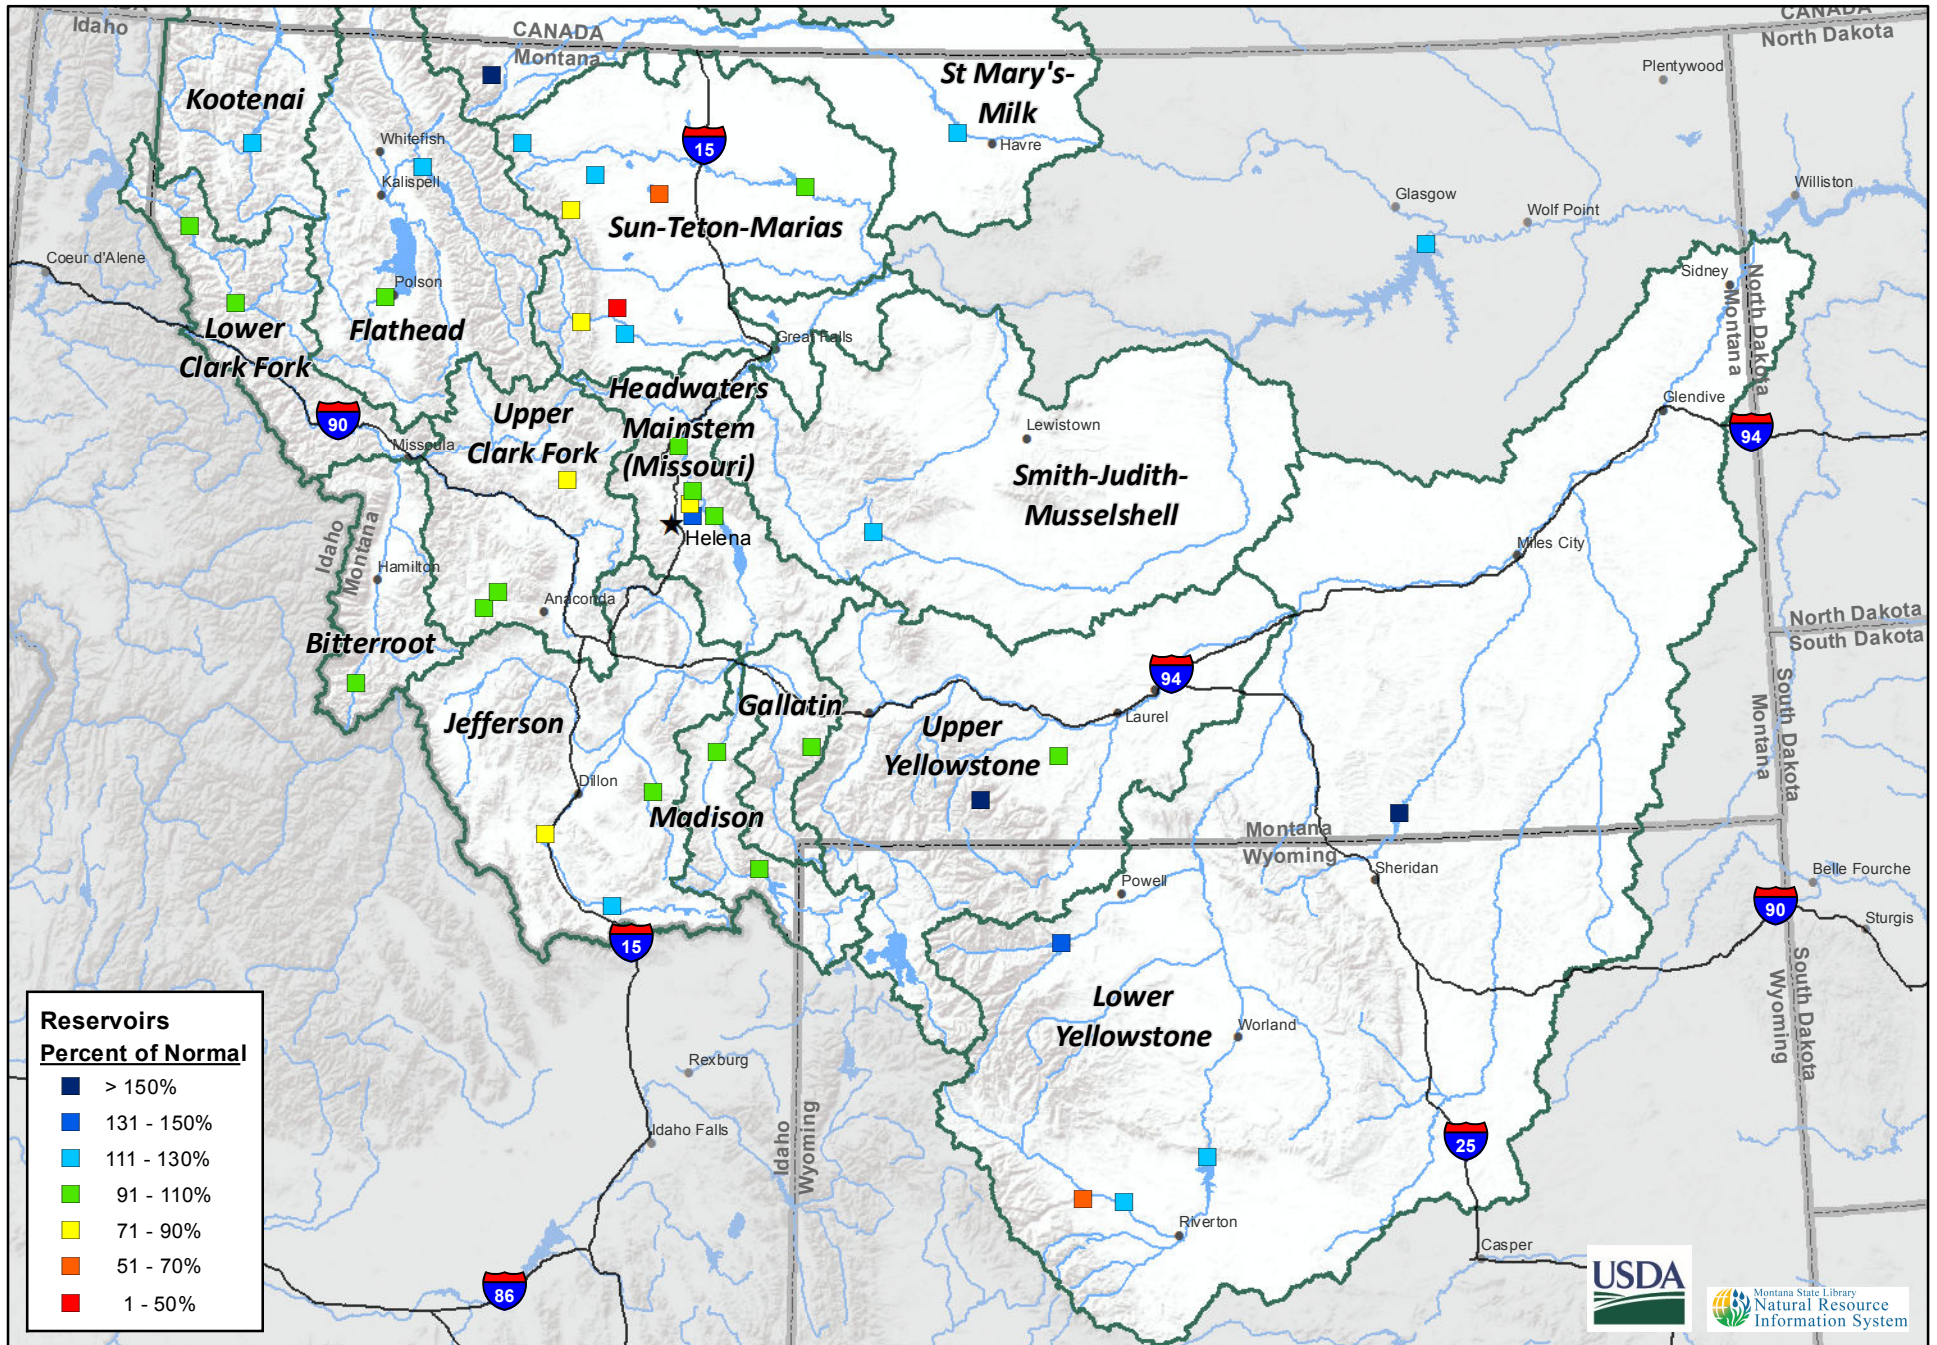 CANADA
Idaho
CANADA
Montana
CANADA
North Dakota
Kootenai
St Mary's-
Milk
Plentywood
Whitefish
15
Havre
Kalispell
Glasgow
Williston
Wolf Point
Sun-Teton-Marias
Coeur d'Alene
Polson
Sidney
North Dakota
Montana
Lower
Clark Fork
Flathead
Great Falls
Headwaters
Mainstem
(Missouri)
Upper
Clark Fork
90
Missoula
Lewistown
Glendive
94
Smith-Judith-
Musselshell
Helena
Idaho
Montana
Hamilton
Anaconda
Miles City
Bitterroot
North Dakota
South Dakota
94
Gallatin
Jefferson
Laurel
Upper
Yellowstone
South Dakota
Montana
Dillon
Madison
Montana
Wyoming
Sheridan
Powell
Belle Fourche
90
Sturgis
15
South Dakota
Wyoming
Lower
Yellowstone
Worland
Rexburg
Idaho Falls
Idaho
Wyoming
25
Riverton
Casper
86
Reservoirs
Percent of Normal
> 150%
131 - 150%
111 - 130%
91 - 110%
71 - 90%
51 - 70%
1 - 50%
USDA
Montana State Library
Natural Resource
Information System